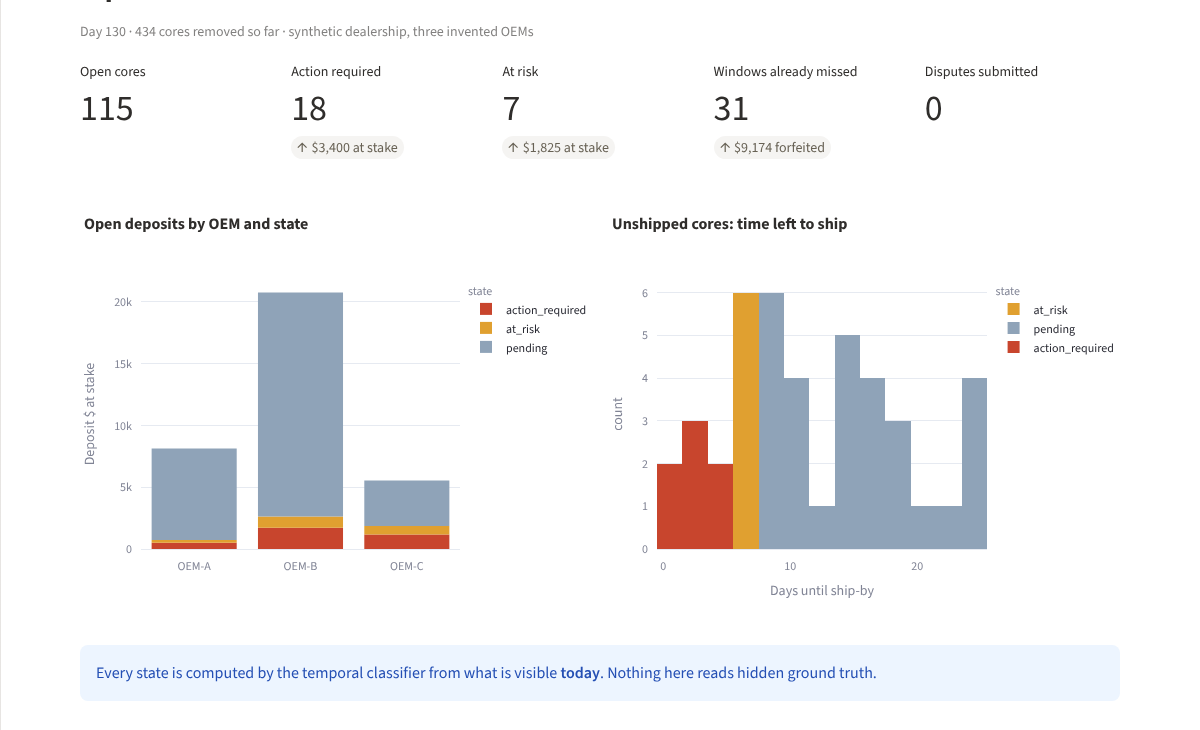 Day 130 · 434 cores removed so far · synthetic dealership, three invented OEMs
Open cores
115
Action required
18
↑ $3,400 at stake
At risk
7
↑ $1,825 at stake
Windows already missed
31
↑ $9,174 forfeited
Disputes submitted
0
Open deposits by OEM and state
Deposit $ at stake
20k
15k
10k
5k
0
OEM-A
OEM-B
OEM-C
state
action_required
at_risk
pending
Unshipped cores: time left to ship
count
6
5
4
3
2
1
0
0
10
20
Days until ship-by
state
at_risk
pending
action_required
Every state is computed by the temporal classifier from what is visible today. Nothing here reads hidden ground truth.